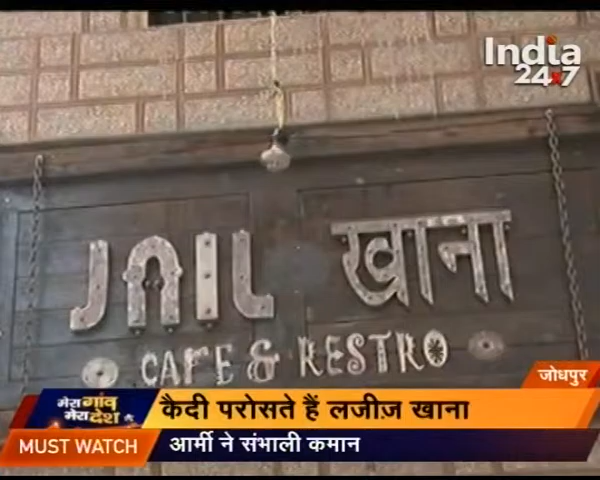 India
24x7
JAIL खाना
CAFE & RESTRO
जोधपुर
मेरा गांव
मेरा देश
कैदी परोसते हैं लजीज़ खाना
MUST WATCH
आर्मी ने संभाली कमान